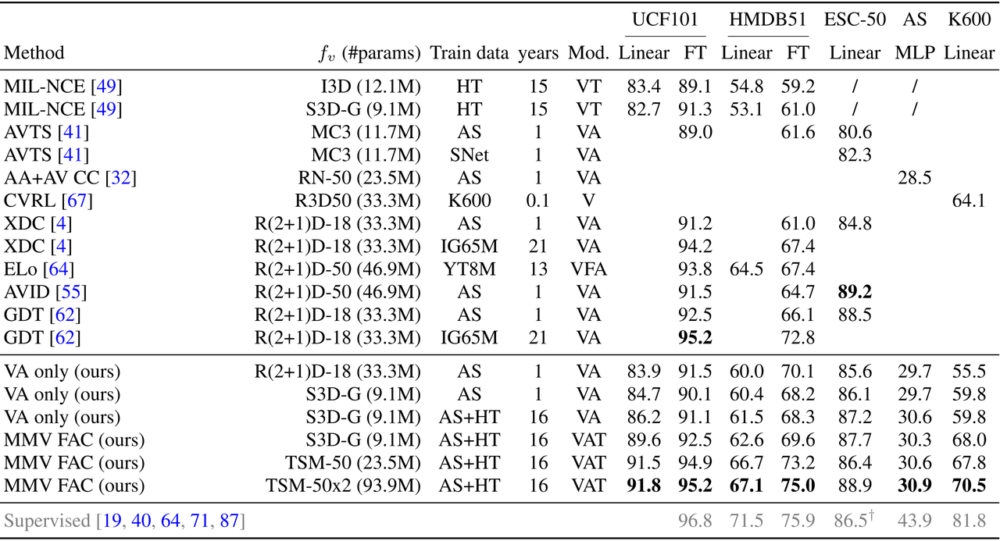 UCF101 HMDB51 ESC-50 AS K600
Method f_v (#params) Train data years Mod. Linear FT Linear FT Linear MLP Linear
MIL-NCE [49] I3D (12.1M) HT 15 VT 83.4 89.1 54.8 59.2 / /
MIL-NCE [49] S3D-G (9.1M) HT 15 VT 82.7 91.3 53.1 61.0 / /
AVTS [41] MC3 (11.7M) AS 1 VA 89.0 61.6 80.6
AVTS [41] MC3 (11.7M) SNet 1 VA 82.3
AA+AV CC [32] RN-50 (23.5M) AS 1 VA 28.5
CVRL [67] R3D50 (33.3M) K600 0.1 V 64.1
XDC [4] R(2+1)D-18 (33.3M) AS 1 VA 91.2 61.0 84.8
XDC [4] R(2+1)D-18 (33.3M) IG65M 21 VA 94.2 67.4
ELo [64] R(2+1)D-50 (46.9M) YT8M 13 VFA 93.8 64.5 67.4
AVID [55] R(2+1)D-50 (46.9M) AS 1 VA 91.5 64.7 89.2
GDT [62] R(2+1)D-18 (33.3M) AS 1 VA 92.5 66.1 88.5
GDT [62] R(2+1)D-18 (33.3M) IG65M 21 VA 95.2 72.8
VA only (ours) R(2+1)D-18 (33.3M) AS 1 VA 83.9 91.5 60.0 70.1 85.6 29.7 55.5
VA only (ours) S3D-G (9.1M) AS 1 VA 84.7 90.1 60.4 68.2 86.1 29.7 59.8
VA only (ours) S3D-G (9.1M) AS+HT 16 VA 86.2 91.1 61.5 68.3 87.2 30.6 59.8
MMV FAC (ours) S3D-G (9.1M) AS+HT 16 VAT 89.6 92.5 62.6 69.6 87.7 30.3 68.0
MMV FAC (ours) TSM-50 (23.5M) AS+HT 16 VAT 91.5 94.9 66.7 73.2 86.4 30.6 67.8
MMV FAC (ours) TSM-50x2 (93.9M) AS+HT 16 VAT 91.8 95.2 67.1 75.0 88.9 30.9 70.5
Supervised [19, 40, 64, 71, 87] 96.8 71.5 75.9 86.5† 43.9 81.8